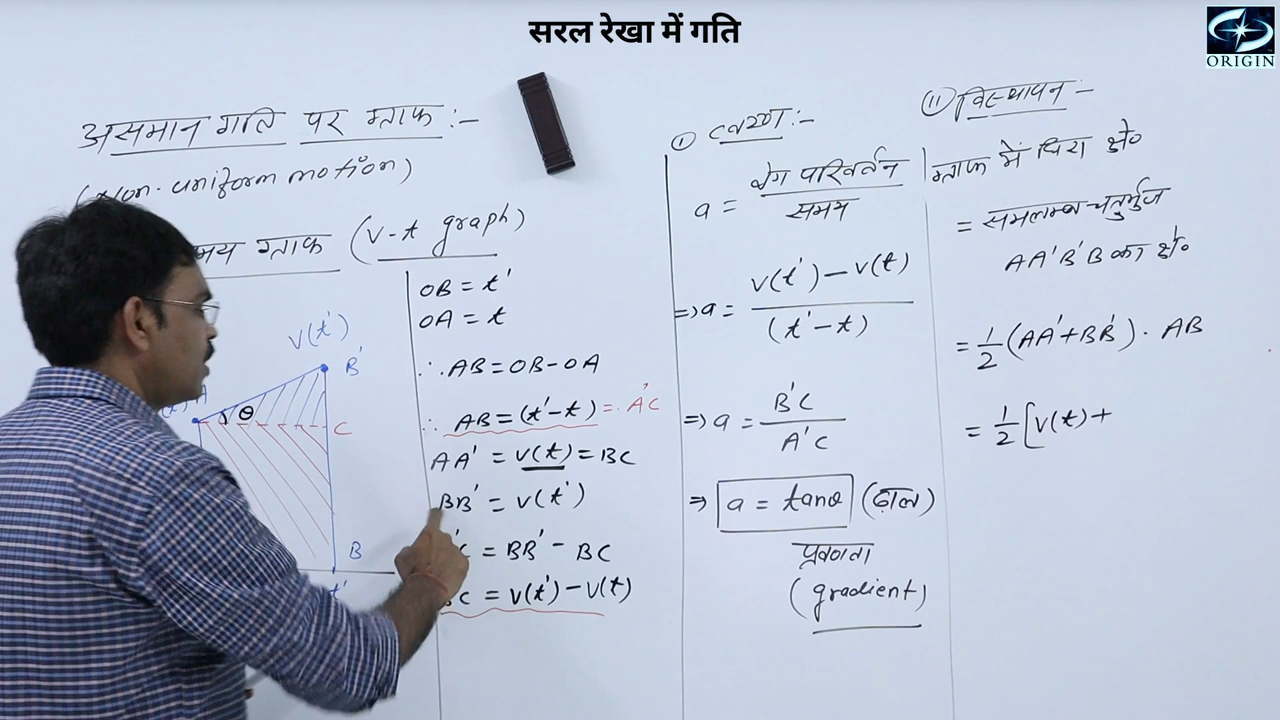 सरल रेखा में गति
ORIGIN
असमान गति पर ग्राफ :-
(Non-uniform motion)
ग्राफ (v-t graph)
V(t')
B'
A'
θ
C
B
t'
OB = t'
OA = t
∴ AB = OB - OA
∴ AB = (t' - t) = A'C
AA' = v(t) = BC
BB' = v(t')
'C = BB' - BC
C = v(t') - v(t)
(i) त्वरण :-
a = वेग परिवर्तन / समय
⇒ a = v(t') - v(t) / (t' - t)
⇒ a = B'C / A'C
⇒ a = tanθ (ढाल)
प्रवणता
(gradient)
(ii) विस्थापन :-
ग्राफ में घिरा क्षे०
= समलम्ब चतुर्भुज
AA'B'B का क्षे०
= 1/2 (AA' + BB') · AB
= 1/2 [v(t) +